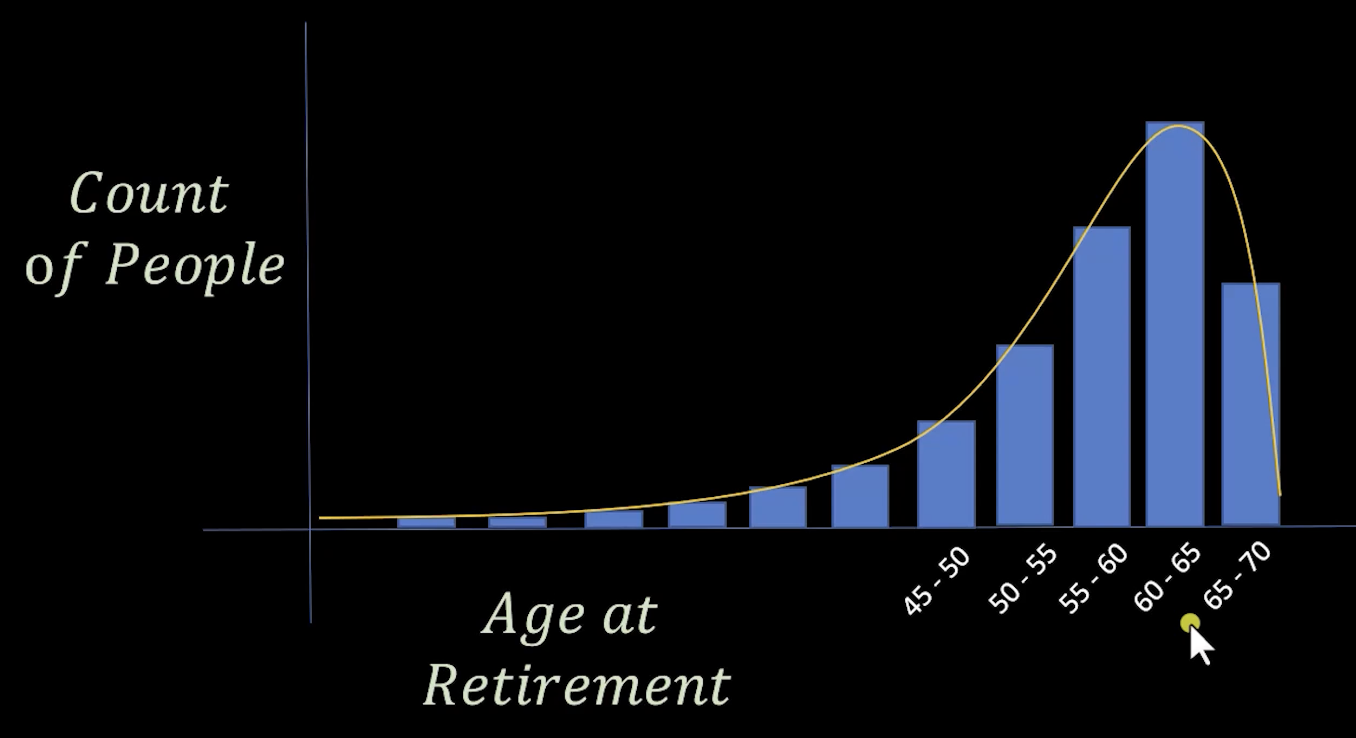 Count
of People
45 - 50
50 - 55
55 - 60
60 - 65
65 - 70
Age at
Retirement